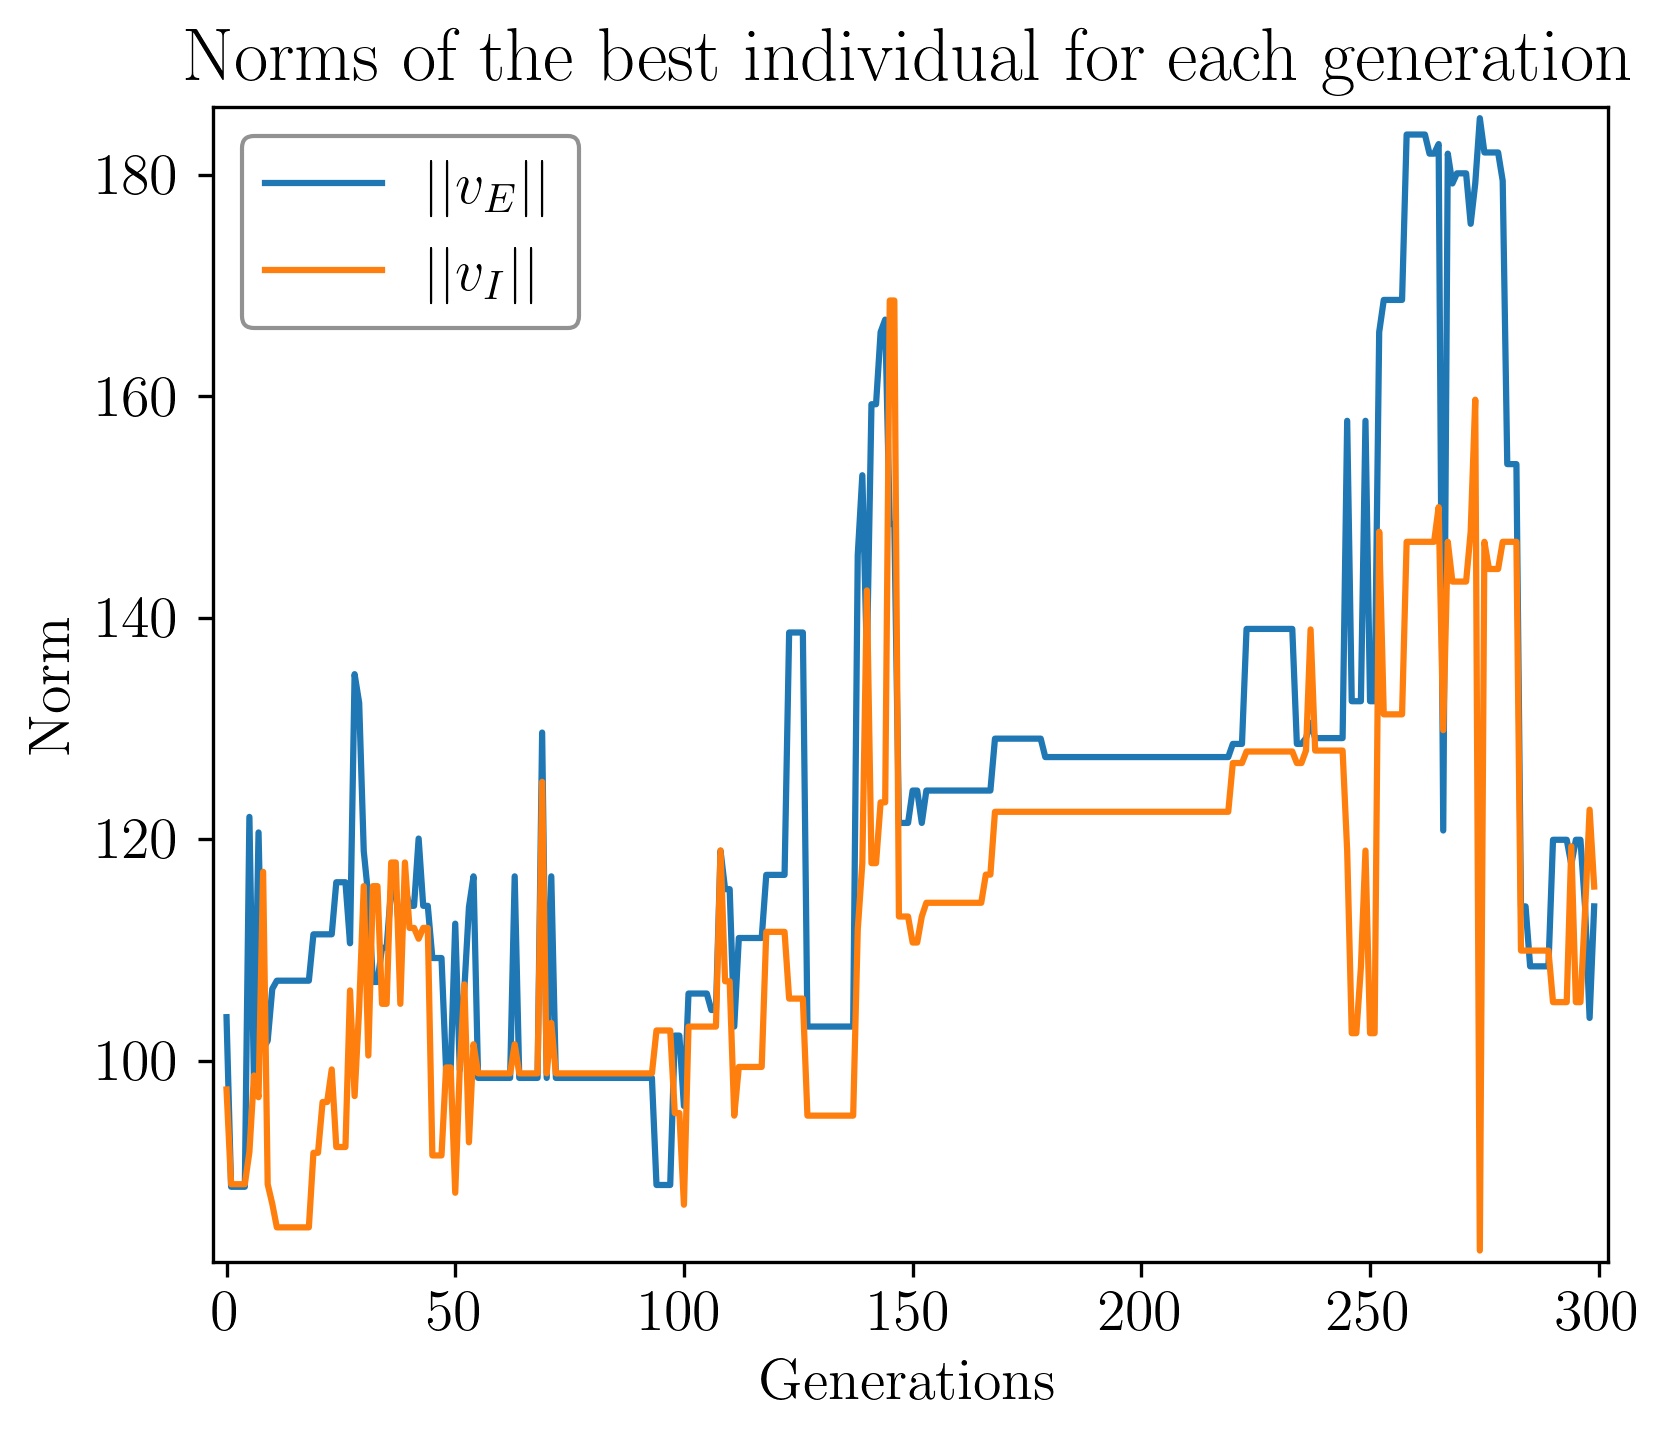 Norms of the best individual for each generation
||v_E||
||v_I||
180
160
140
120
100
Norm
0 50 100 150 200 250 300
Generations